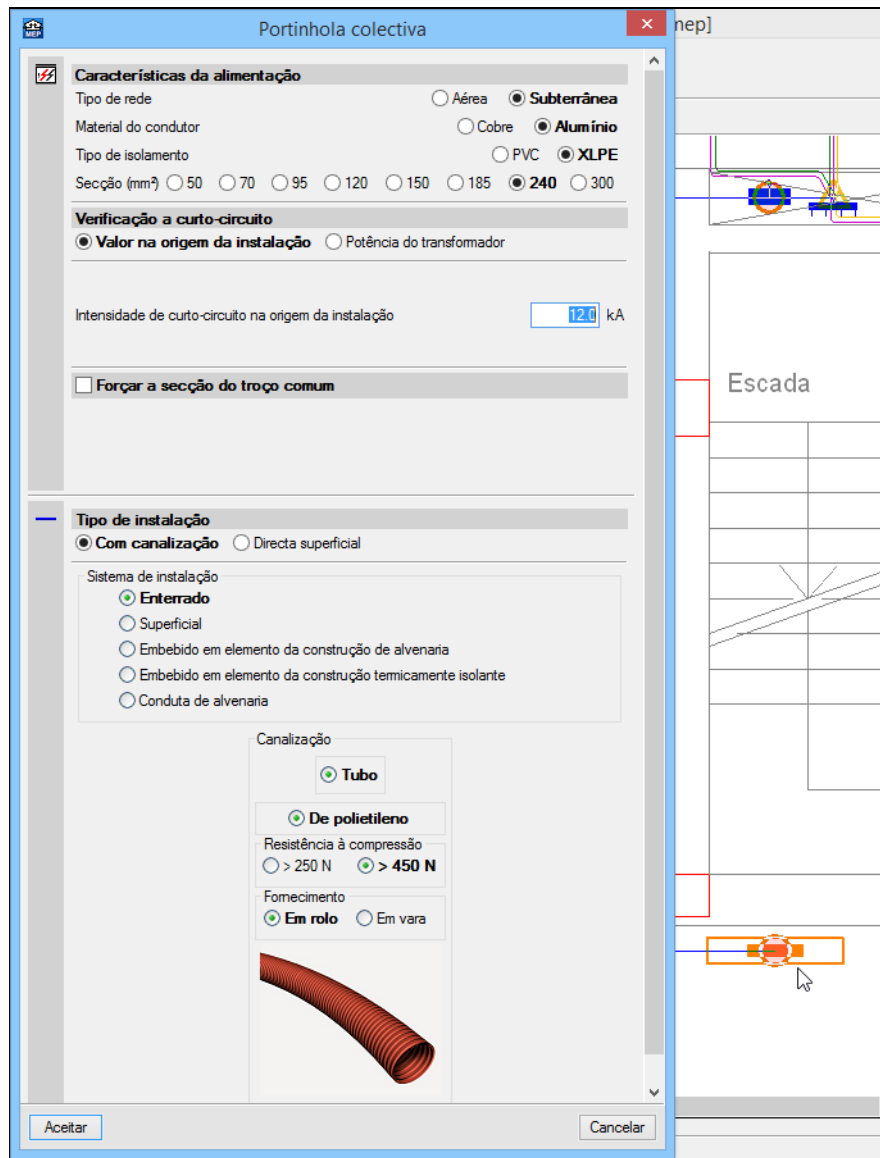 MEP
Portinhola colectiva
mep]
Características da alimentação
Tipo de rede Aérea Subterrânea
Material do condutor Cobre Alumínio
Tipo de isolamento PVC XLPE
Secção (mm²) 50 70 95 120 150 185 240 300
Verificação a curto-circuito
Valor na origem da instalação Potência do transformador
Intensidade de curto-circuito na origem da instalação 12.0 kA
Forçar a secção do troço comum
Escada
Tipo de instalação
Com canalização Directa superficial
Sistema de instalação
Enterrado
Superficial
Embebido em elemento da construção de alvenaria
Embebido em elemento da construção termicamente isolante
Conduta de alvenaria
Canalização
Tubo
De polietileno
Resistência à compressão
> 250 N > 450 N
Fornecimento
Em rolo Em vara
Aceitar Cancelar